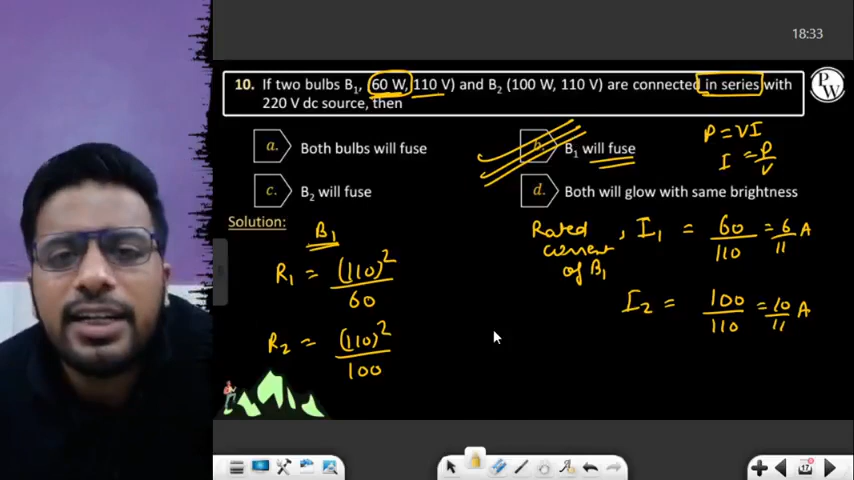 18:33
10. If two bulbs B₁, 60 W, 110 V) and B₂ (100 W, 110 V) are connected in series with
220 V dc source, then
PW
a. Both bulbs will fuse
b. B₁ will fuse
c. B₂ will fuse
d. Both will glow with same brightness
P = VI
I = P/V
Solution:
B₁
R₁ = (110)²/60
R₂ = (110)²/100
Rated current of B₁, I₁ = 60/110 = 6/11 A
I₂ = 100/110 = 10/11 A
17